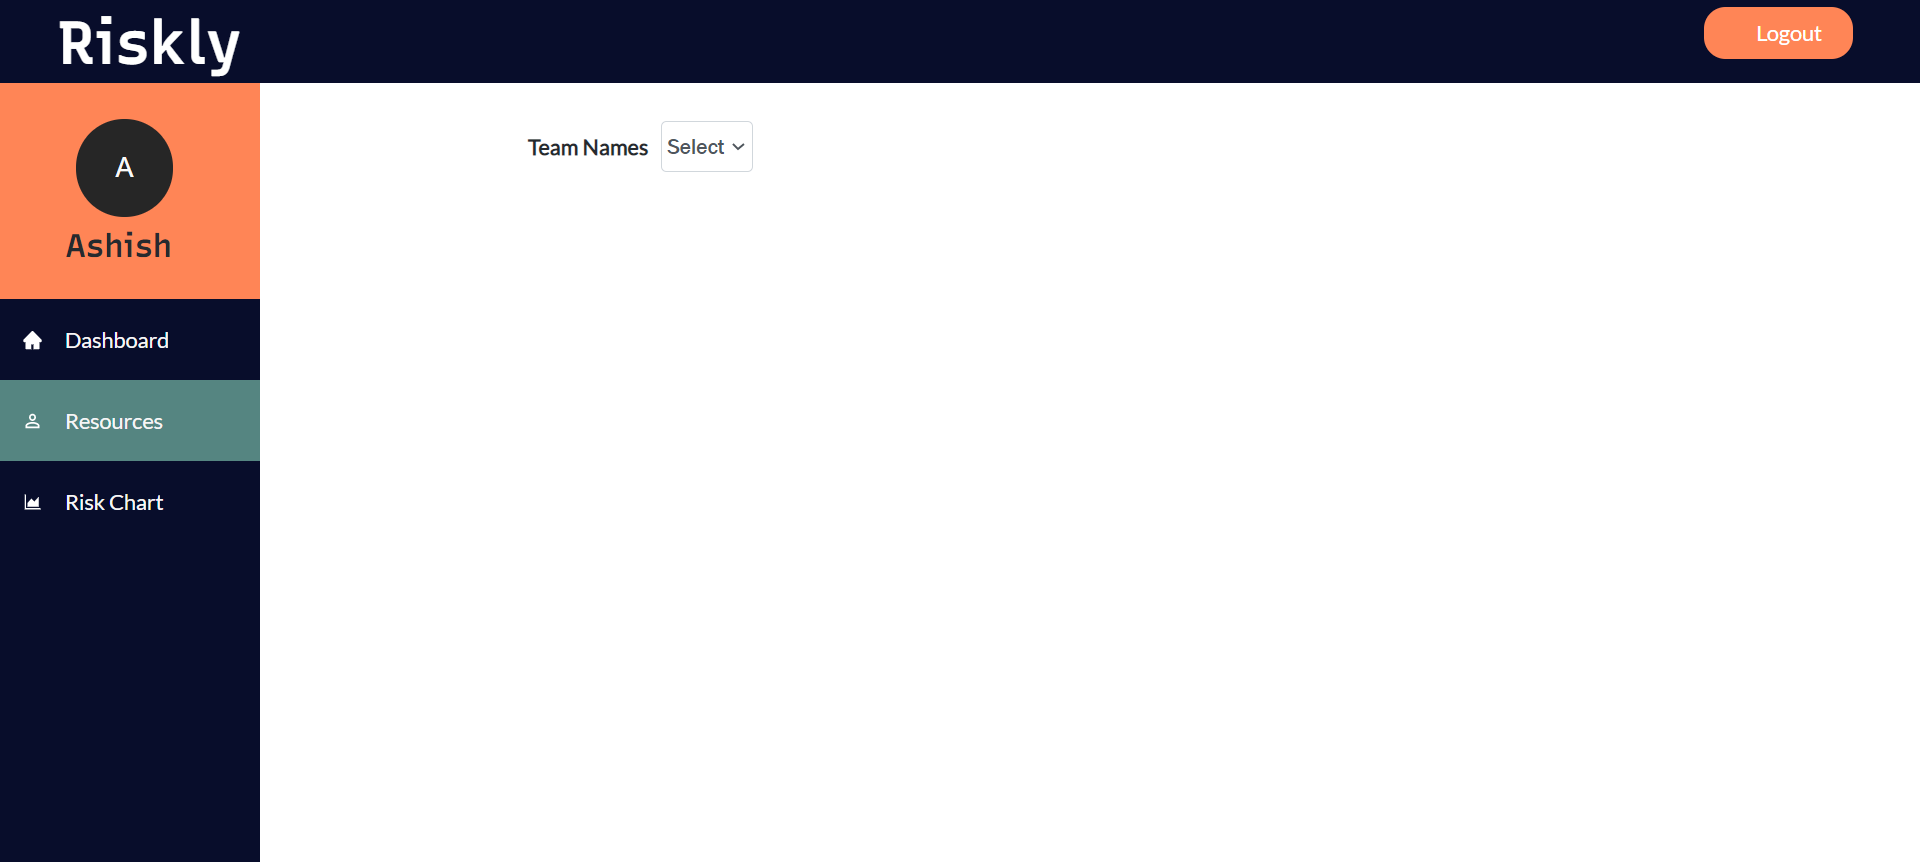 Riskly
Logout
A
Ashish
Team Names Select
Dashboard
Resources
Risk Chart